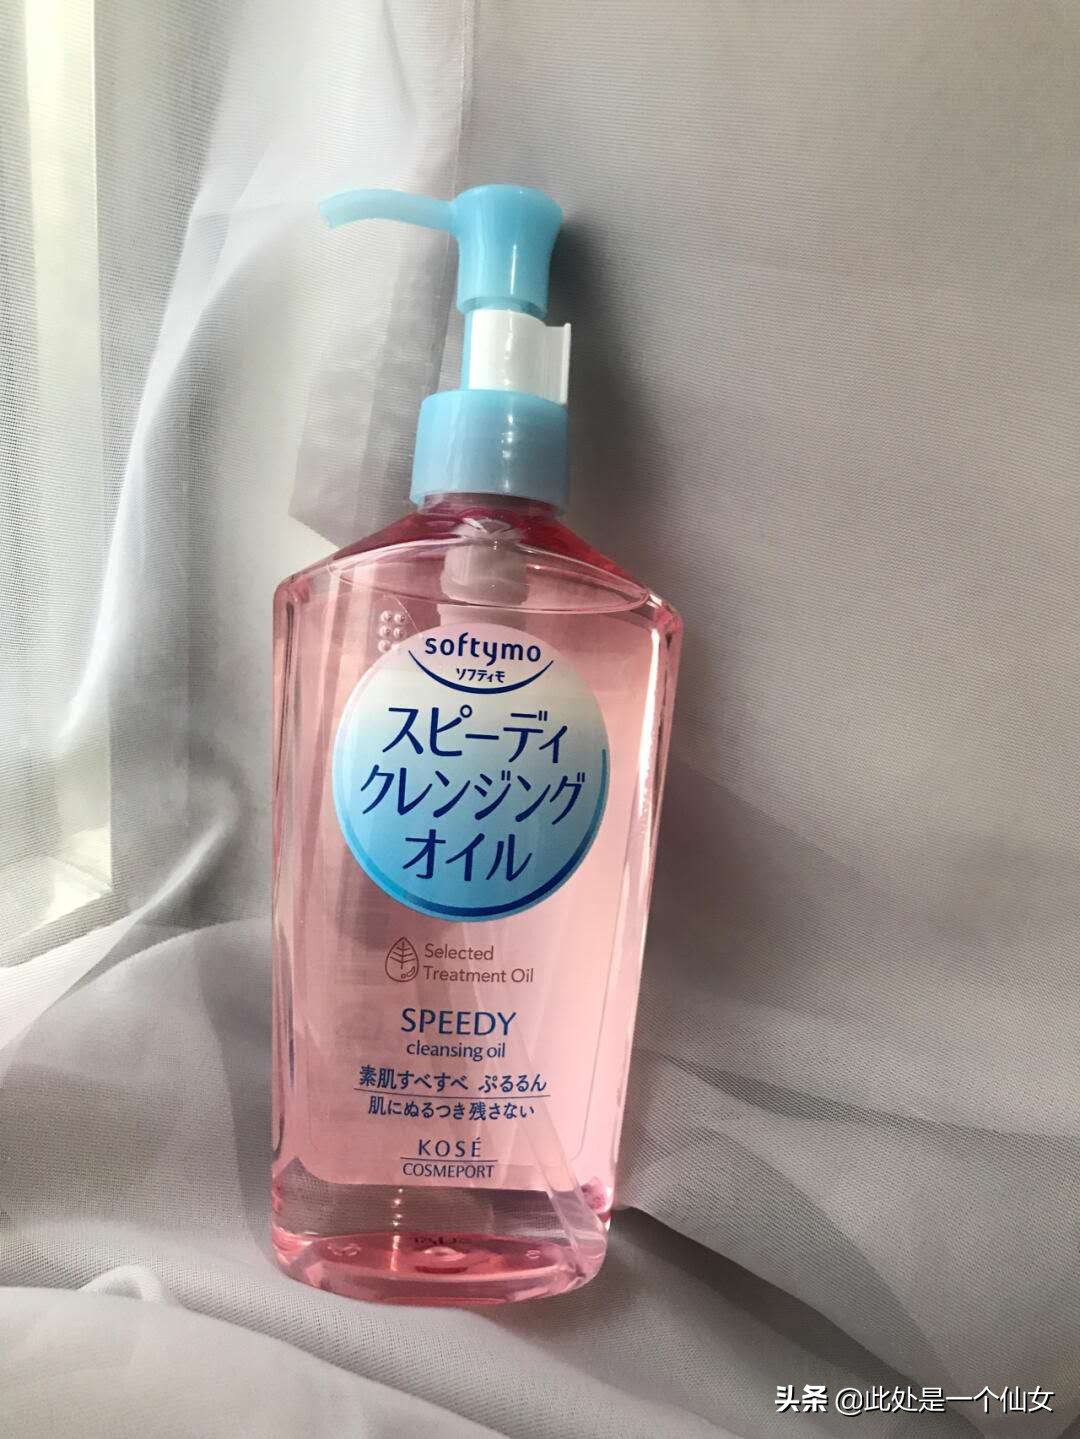 softymo
ソフティモ
スピーディ
クレンジング
オイル
Selected
Treatment Oil
SPEEDY
cleansing oil
素肌すべすべ ぷるるん
肌にぬるつき残さない
KOSÉ
COSMEPORT
头条 @此处是一个仙女